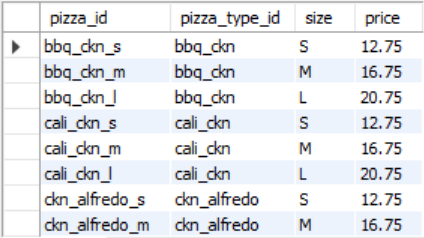 pizza_id pizza_type_id size price
bbq_ckn_s bbq_ckn S 12.75
bbq_ckn_m bbq_ckn M 16.75
bbq_ckn_l bbq_ckn L 20.75
cali_ckn_s cali_ckn S 12.75
cali_ckn_m cali_ckn M 16.75
cali_ckn_l cali_ckn L 20.75
ckn_alfredo_s ckn_alfredo S 12.75
ckn_alfredo_m ckn_alfredo M 16.75